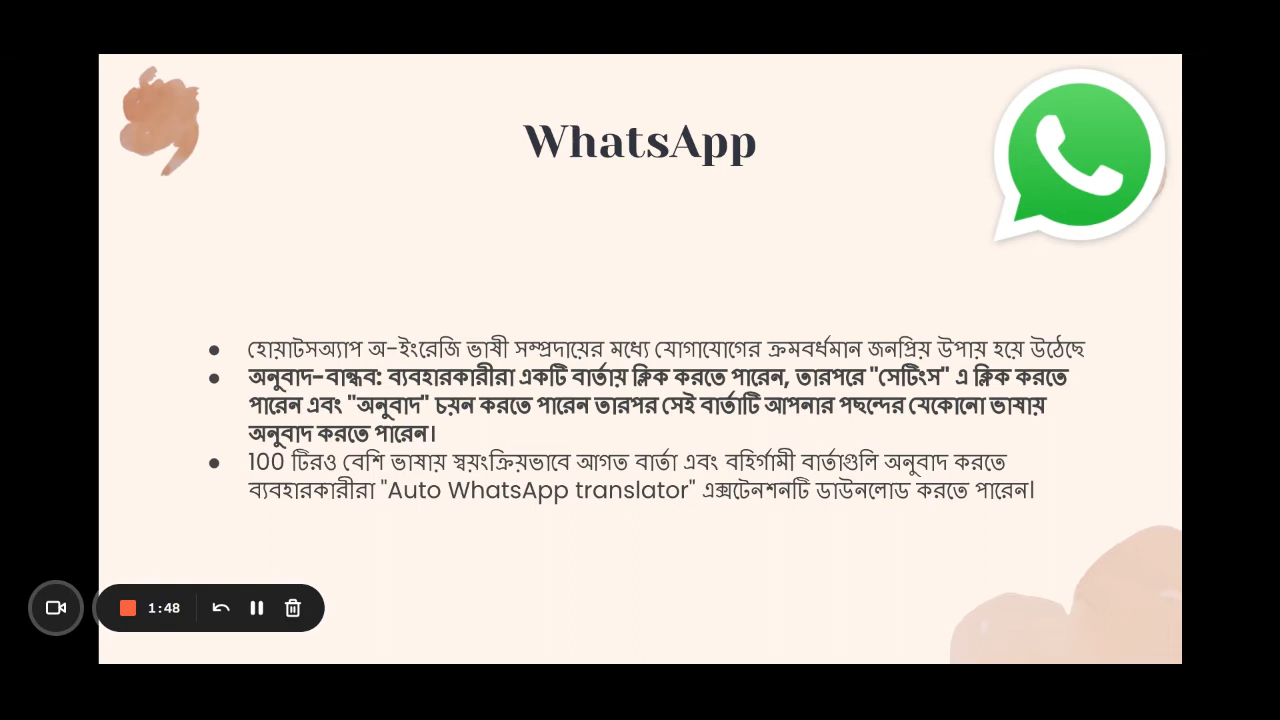 WhatsApp
● হোয়াটসঅ্যাপ অ-ইংরেজি ভাষী সম্প্রদায়ের মধ্যে যোগাযোগের ক্রমবর্ধমান জনপ্রিয় উপায় হয়ে উঠেছে
● অনুবাদ-বান্ধব: ব্যবহারকারীরা একটি বার্তায় ক্লিক করতে পারেন, তারপরে "সেটিংস" এ ক্লিক করতে
পারেন এবং "অনুবাদ" চয়ন করতে পারেন তারপর সেই বার্তাটি আপনার পছন্দের যেকোনো ভাষায়
অনুবাদ করতে পারেন।
● 100 টিরও বেশি ভাষায় স্বয়ংক্রিয়ভাবে আগত বার্তা এবং বহির্গামী বার্তাগুলি অনুবাদ করতে
ব্যবহারকারীরা "Auto WhatsApp translator" এক্সটেনশনটি ডাউনলোড করতে পারেন।
1:48